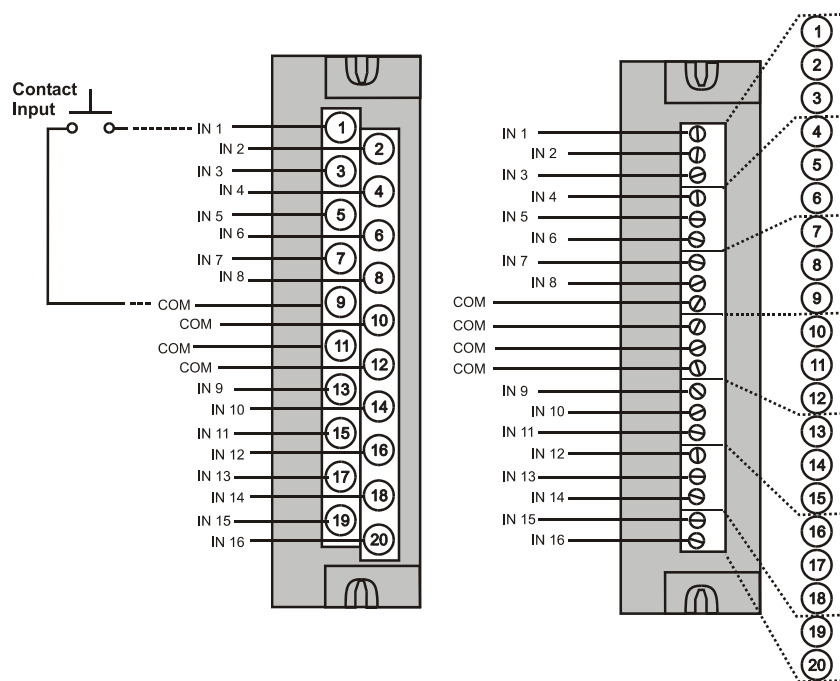 Contact
Input
IN 1
IN 2
IN 3
IN 4
IN 5
IN 6
IN 7
IN 8
COM
COM
COM
COM
IN 9
IN 10
IN 11
IN 12
IN 13
IN 14
IN 15
IN 16
1
2
3
4
5
6
7
8
9
10
11
12
13
14
15
16
17
18
19
20
IN 1
IN 2
IN 3
IN 4
IN 5
IN 6
IN 7
IN 8
COM
COM
COM
COM
IN 9
IN 10
IN 11
IN 12
IN 13
IN 14
IN 15
IN 16
1
2
3
4
5
6
7
8
9
10
11
12
13
14
15
16
17
18
19
20